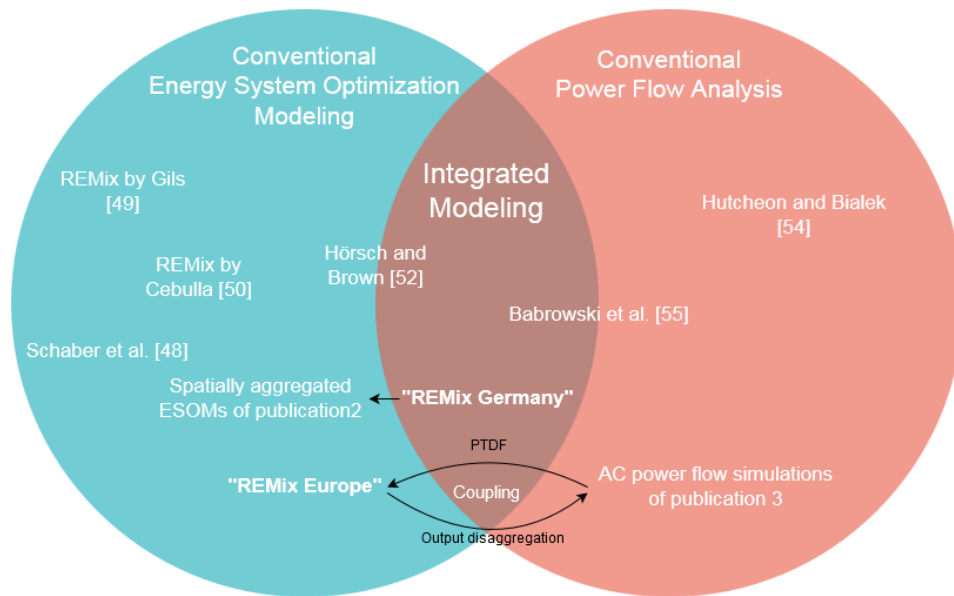 Conventional
Energy System Optimization
Modeling
Conventional
Power Flow Analysis
Integrated
Modeling
REMix by Gils
[49]
Hutcheon and Bialek
[54]
Hörsch and
Brown [52]
REMix by
Cebulla [50]
Babrowski et al. [55]
Schaber et al. [48]
Spatially aggregated
ESOMs of publication2
"REMix Germany"
PTDF
"REMix Europe"
Coupling
AC power flow simulations
of publication 3
Output disaggregation